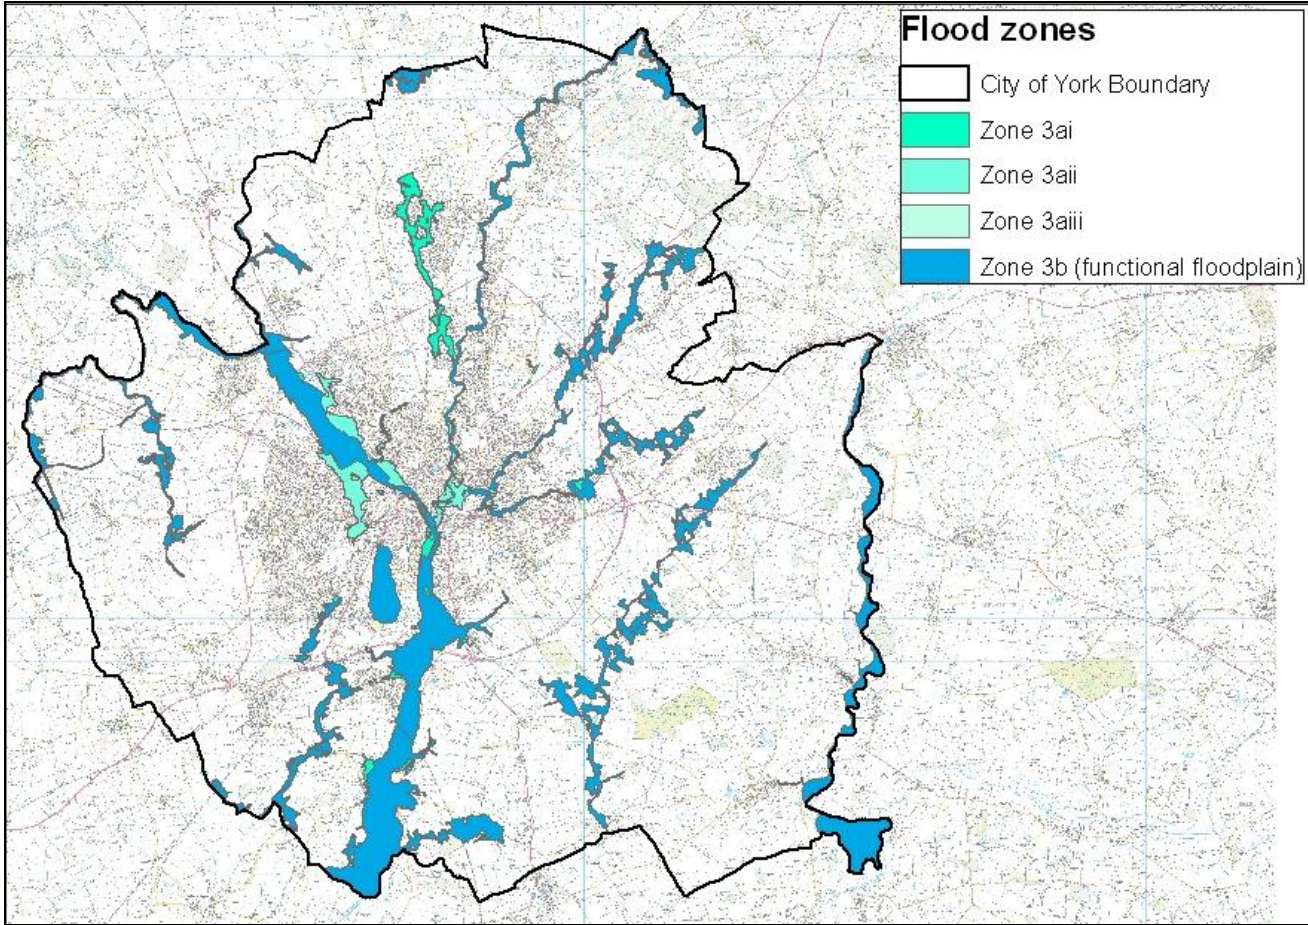 Flood zones
City of York Boundary
Zone 3ai
Zone 3aii
Zone 3aiii
Zone 3b (functional floodplain)